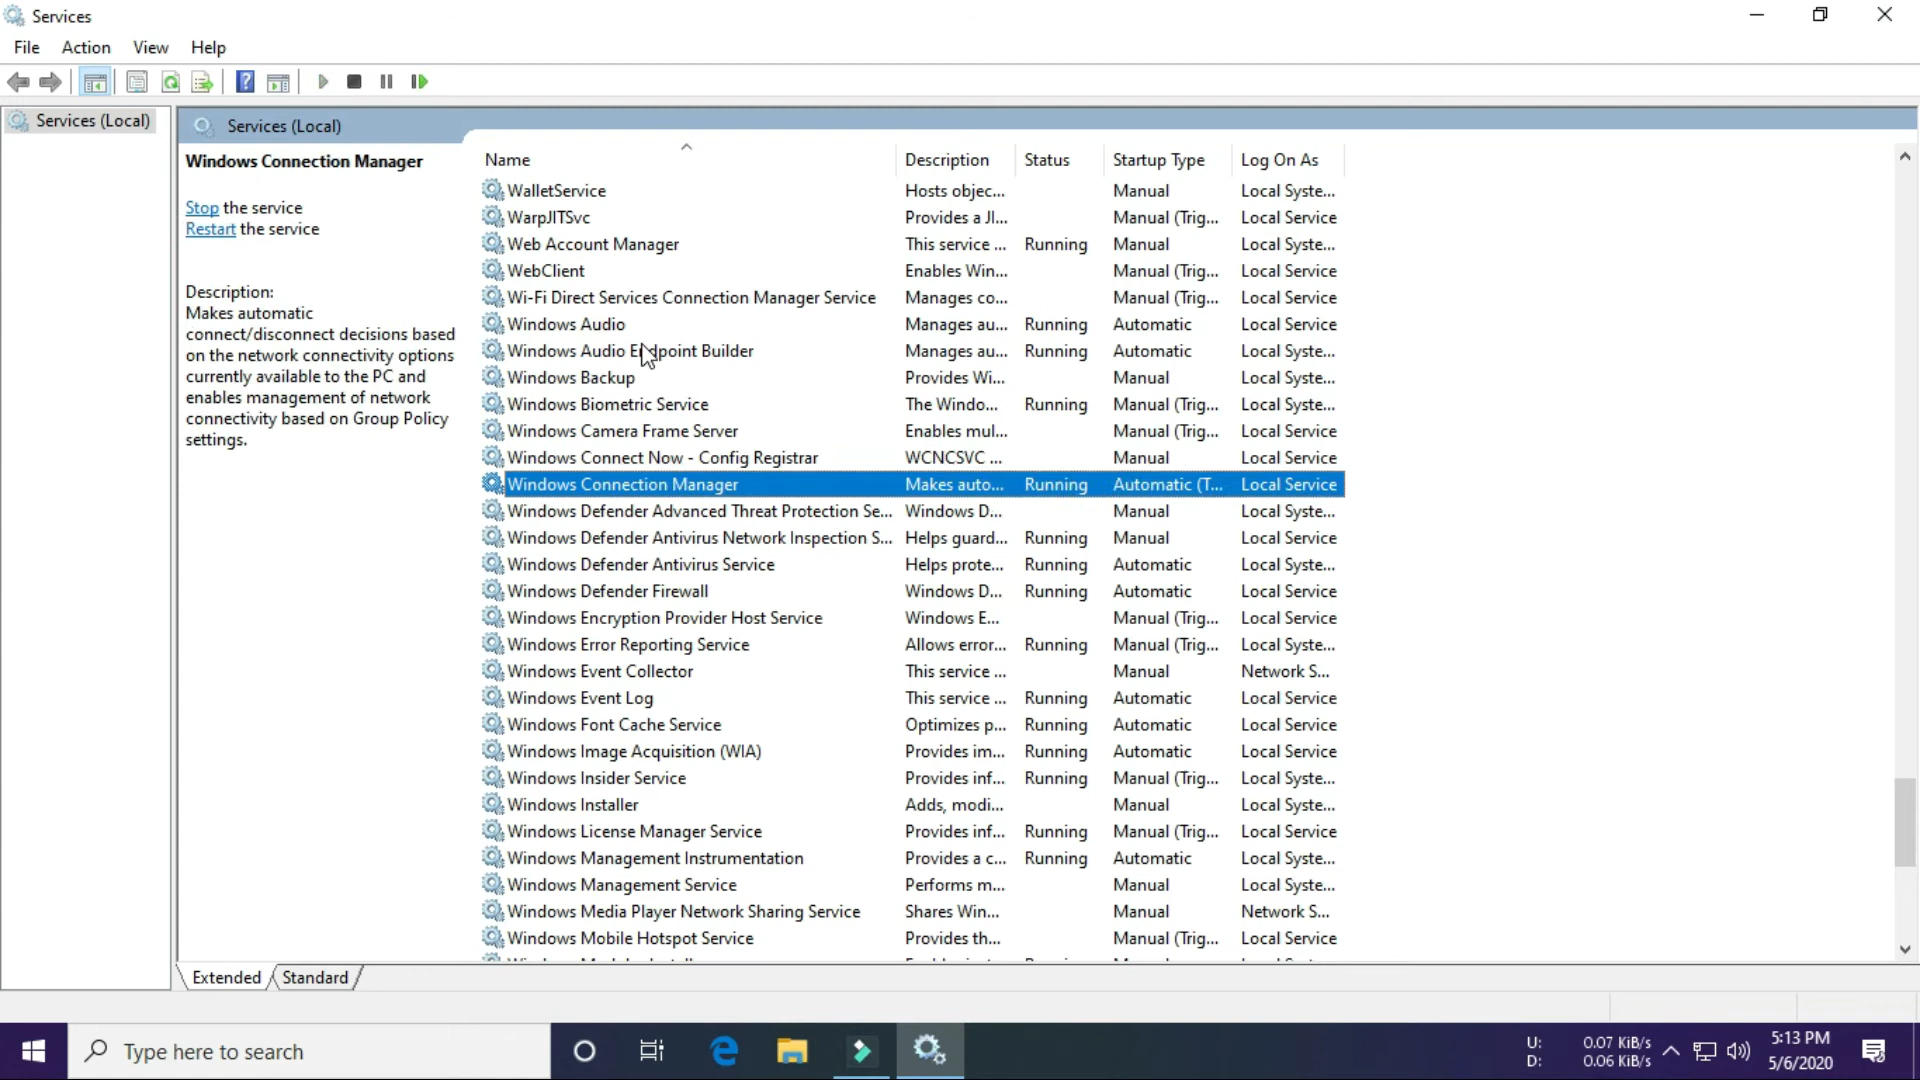 Services
File Action View Help
Services (Local)
Services (Local)
Windows Connection Manager
Stop the service
Restart the service
Description:
Makes automatic
connect/disconnect decisions based
on the network connectivity options
currently available to the PC and
enables management of network
connectivity based on Group Policy
settings.
Name Description Status Startup Type Log On As
WalletService Hosts objec... Manual Local Syste...
WarpJITSvc Provides a JI... Manual (Trig... Local Service
Web Account Manager This service ... Running Manual Local Syste...
WebClient Enables Win... Manual (Trig... Local Service
Wi-Fi Direct Services Connection Manager Service Manages co... Manual (Trig... Local Service
Windows Audio Manages au... Running Automatic Local Service
Windows Audio Endpoint Builder Manages au... Running Automatic Local Syste...
Windows Backup Provides Wi... Manual Local Syste...
Windows Biometric Service The Windo... Running Manual (Trig... Local Syste...
Windows Camera Frame Server Enables mul... Manual (Trig... Local Service
Windows Connect Now - Config Registrar WCNCSVC ... Manual Local Service
Windows Connection Manager Makes auto... Running Automatic (T... Local Service
Windows Defender Advanced Threat Protection Se... Windows D... Manual Local Syste...
Windows Defender Antivirus Network Inspection S... Helps guard... Running Manual Local Service
Windows Defender Antivirus Service Helps prote... Running Automatic Local Syste...
Windows Defender Firewall Windows D... Running Automatic Local Service
Windows Encryption Provider Host Service Windows E... Manual (Trig... Local Service
Windows Error Reporting Service Allows error... Running Manual (Trig... Local Syste...
Windows Event Collector This service ... Manual Network S...
Windows Event Log This service ... Running Automatic Local Service
Windows Font Cache Service Optimizes p... Running Automatic Local Service
Windows Image Acquisition (WIA) Provides im... Running Automatic Local Service
Windows Insider Service Provides inf... Running Manual (Trig... Local Syste...
Windows Installer Adds, modi... Manual Local Syste...
Windows License Manager Service Provides inf... Running Manual (Trig... Local Service
Windows Management Instrumentation Provides a c... Running Automatic Local Syste...
Windows Management Service Performs m... Manual Local Syste...
Windows Media Player Network Sharing Service Shares Win... Manual Network S...
Windows Mobile Hotspot Service Provides th... Manual (Trig... Local Service
Extended Standard
Type here to search
U: 0.07 KiB/s
D: 0.06 KiB/s
5:13 PM
5/6/2020